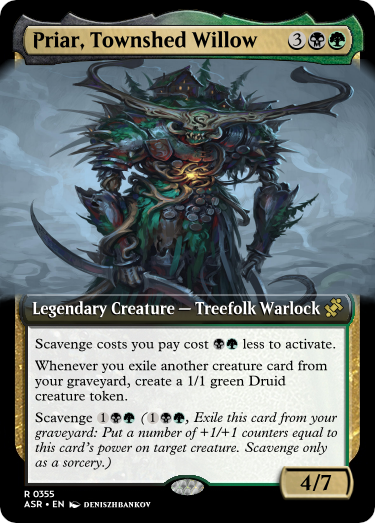 Priar, Townshed Willow 3
Legendary Creature — Treefolk Warlock
Scavenge costs you pay cost less to activate.
Whenever you exile another creature card from
your graveyard, create a 1/1 green Druid
creature token.
Scavenge 1 (1, Exile this card from your
graveyard: Put a number of +1/+1 counters equal to
this card's power on target creature. Scavenge only
as a sorcery.)
4/7
R 0355
ASR • EN DENISZHBANKOV